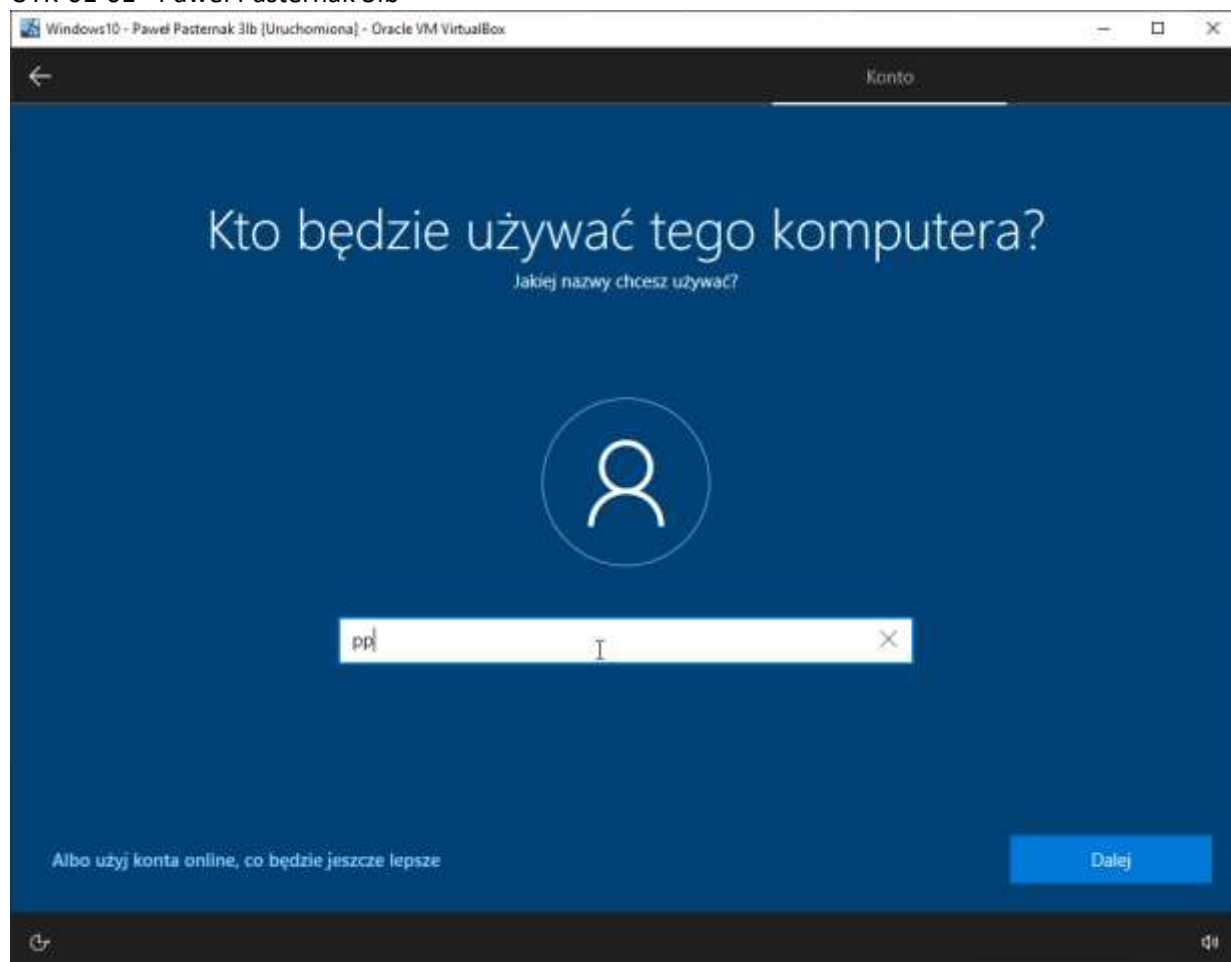 Windows10 - Paweł Pasternak 3lb [Uruchomiona] - Oracle VM VirtualBox
Konto
Kto będzie używać tego komputera?
Jakiej nazwy chcesz używać?
pp
Albo użyj konta online, co będzie jeszcze lepsze
Dalej